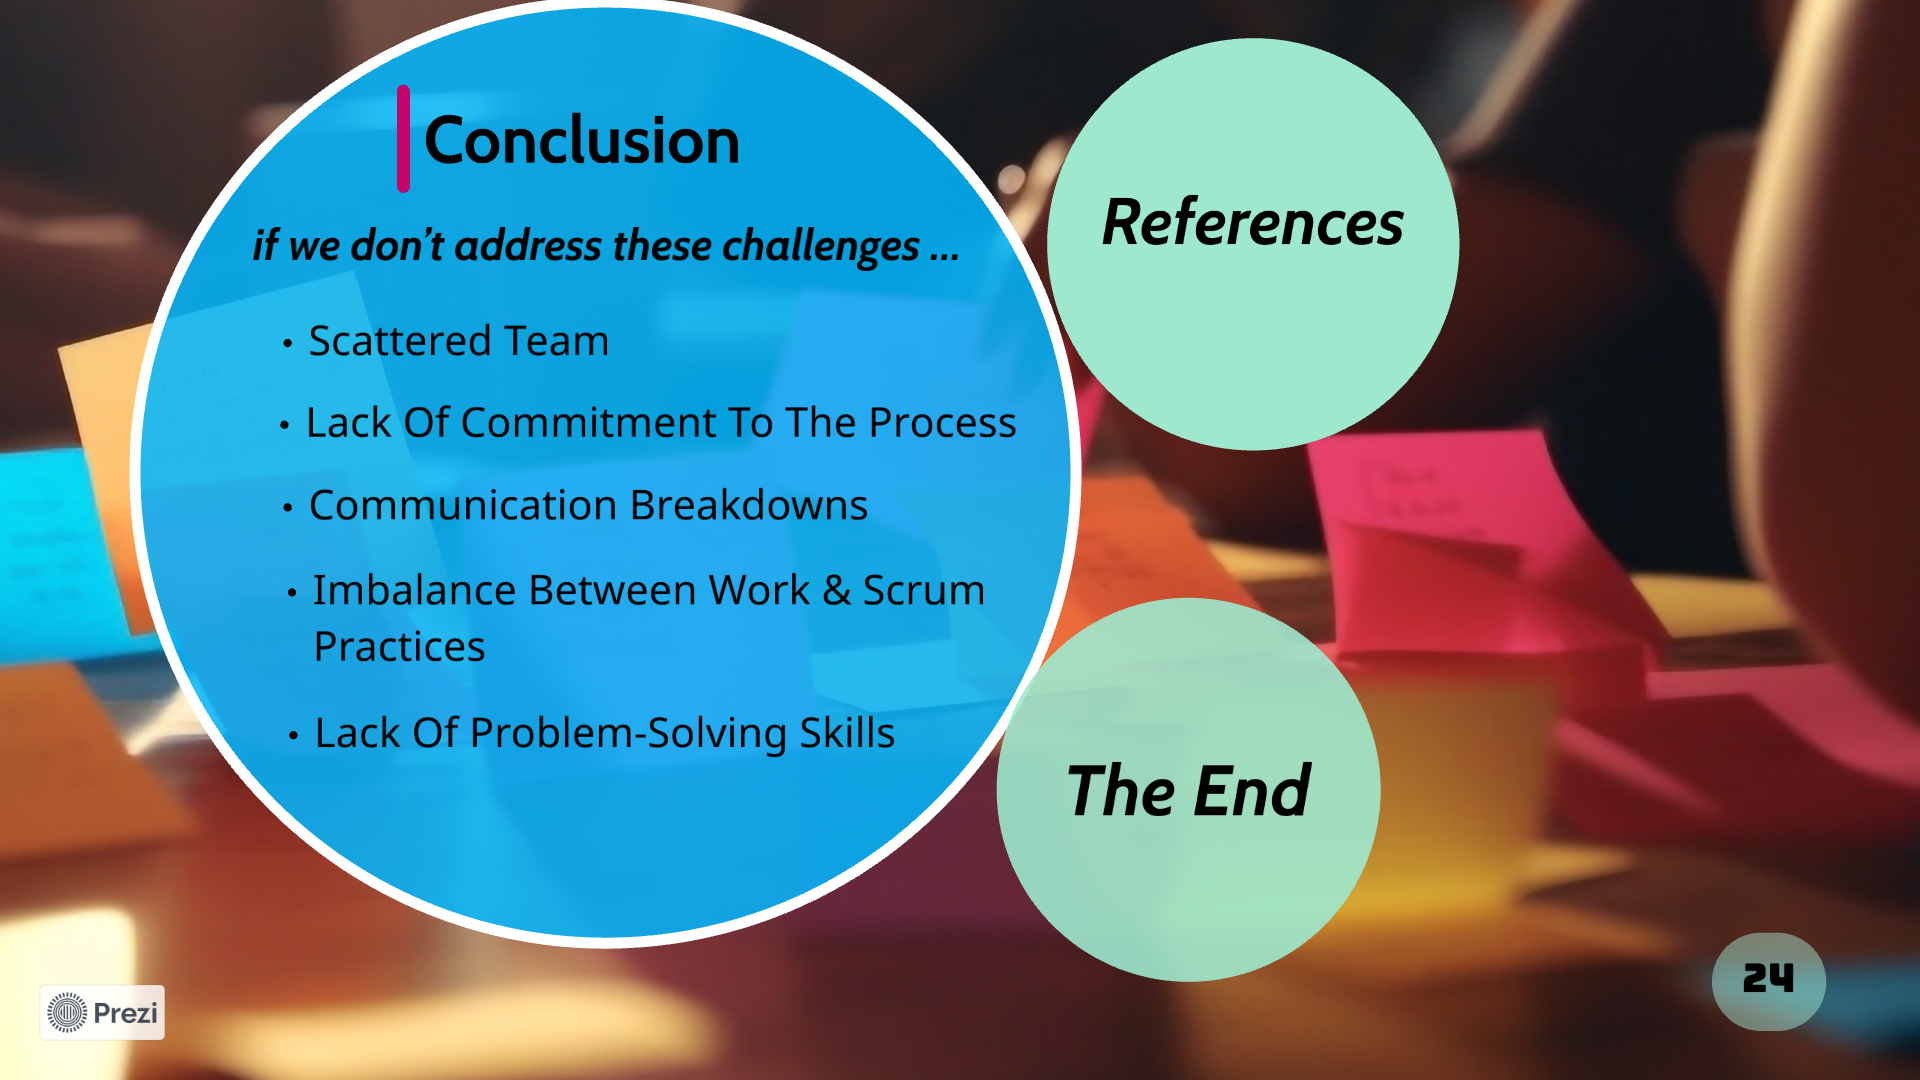 Conclusion
if we don’t address these challenges ...
• Scattered Team
• Lack Of Commitment To The Process
• Communication Breakdowns
• Imbalance Between Work & Scrum
Practices
• Lack Of Problem-Solving Skills
References
The End
24
Prezi